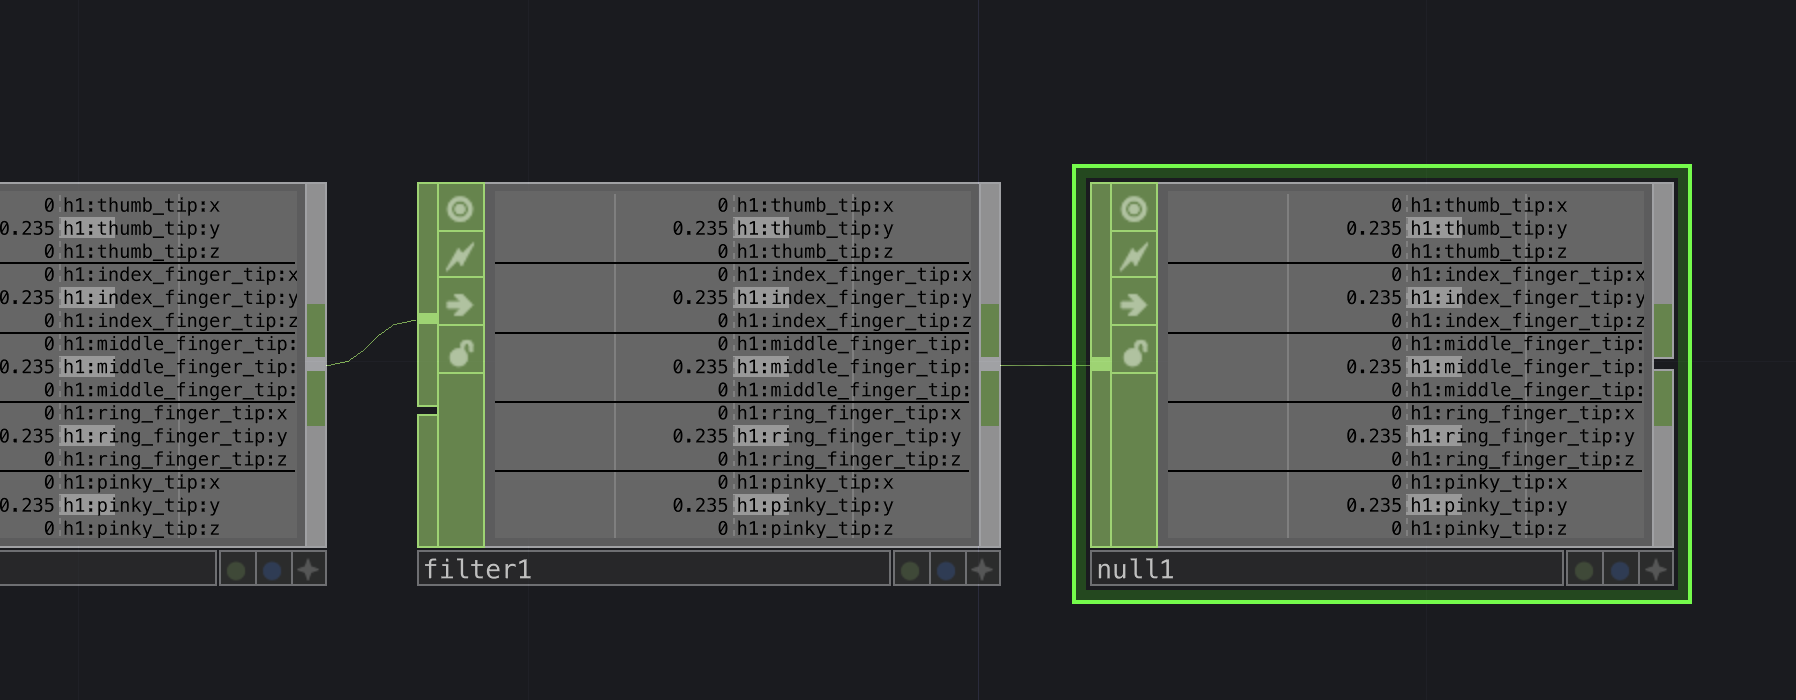 0 h1:thumb_tip:x
0.235 h1:thumb_tip:y
0 h1:thumb_tip:z
0 h1:index_finger_tip:x
0.235 h1:index_finger_tip:y
0 h1:index_finger_tip:z
0 h1:middle_finger_tip:
0.235 h1:middle_finger_tip:
0 h1:middle_finger_tip:
0 h1:ring_finger_tip:x
0.235 h1:ring_finger_tip:y
0 h1:ring_finger_tip:z
0 h1:pinky_tip:x
0.235 h1:pinky_tip:y
0 h1:pinky_tip:z
0 h1:thumb_tip:x
0.235 h1:thumb_tip:y
0 h1:thumb_tip:z
0 h1:index_finger_tip:x
0.235 h1:index_finger_tip:y
0 h1:index_finger_tip:z
0 h1:middle_finger_tip:
0.235 h1:middle_finger_tip:
0 h1:middle_finger_tip:
0 h1:ring_finger_tip:x
0.235 h1:ring_finger_tip:y
0 h1:ring_finger_tip:z
0 h1:pinky_tip:x
0.235 h1:pinky_tip:y
0 h1:pinky_tip:z
filter1
0 h1:thumb_tip:x
0.235 h1:thumb_tip:y
0 h1:thumb_tip:z
0 h1:index_finger_tip:x
0.235 h1:index_finger_tip:y
0 h1:index_finger_tip:z
0 h1:middle_finger_tip:
0.235 h1:middle_finger_tip:
0 h1:middle_finger_tip:
0 h1:ring_finger_tip:x
0.235 h1:ring_finger_tip:y
0 h1:ring_finger_tip:z
0 h1:pinky_tip:x
0.235 h1:pinky_tip:y
0 h1:pinky_tip:z
null1